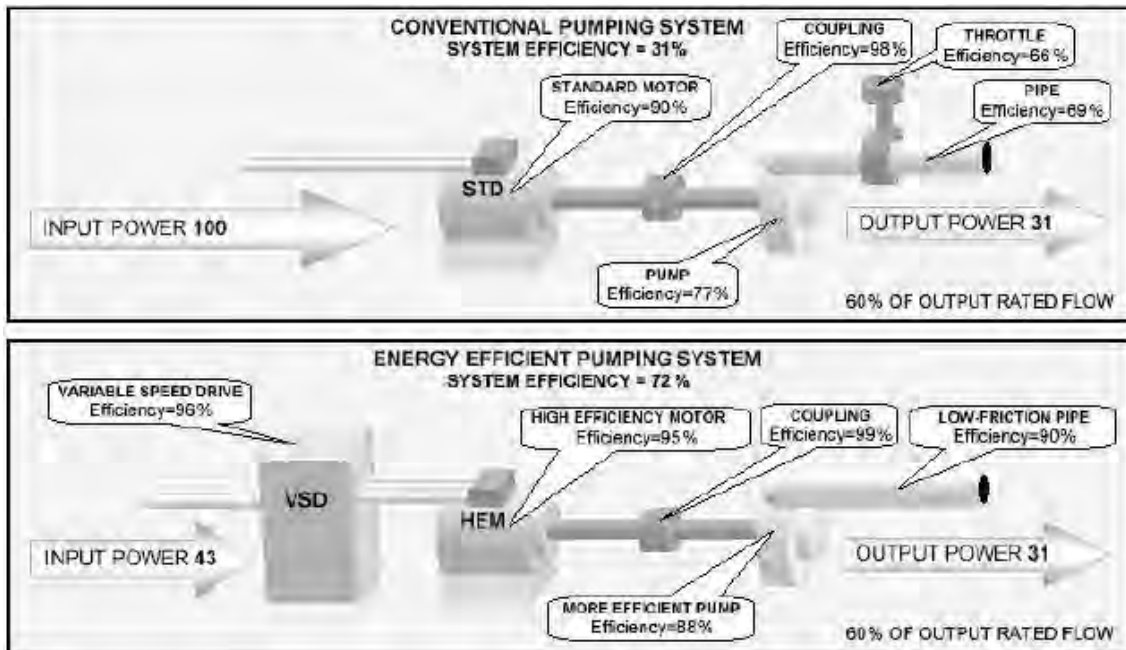 CONVENTIONAL PUMPING SYSTEM
SYSTEM EFFICIENCY = 31%
COUPLING
Efficiency=98%
THROTTLE
Efficiency=66%
STANDARD MOTOR
Efficiency=90%
PIPE
Efficiency=69%
STD
INPUT POWER 100
OUTPUT POWER 31
PUMP
Efficiency=77%
60% OF OUTPUT RATED FLOW
ENERGY EFFICIENT PUMPING SYSTEM
SYSTEM EFFICIENCY = 72%
VARIABLE SPEED DRIVE
Efficiency=96%
HIGH EFFICIENCY MOTOR
Efficiency=95%
COUPLING
Efficiency=99%
LOW-FRICTION PIPE
Efficiency=90%
VSD
HEM
INPUT POWER 43
OUTPUT POWER 31
MORE EFFICIENT PUMP
Efficiency=88%
60% OF OUTPUT RATED FLOW